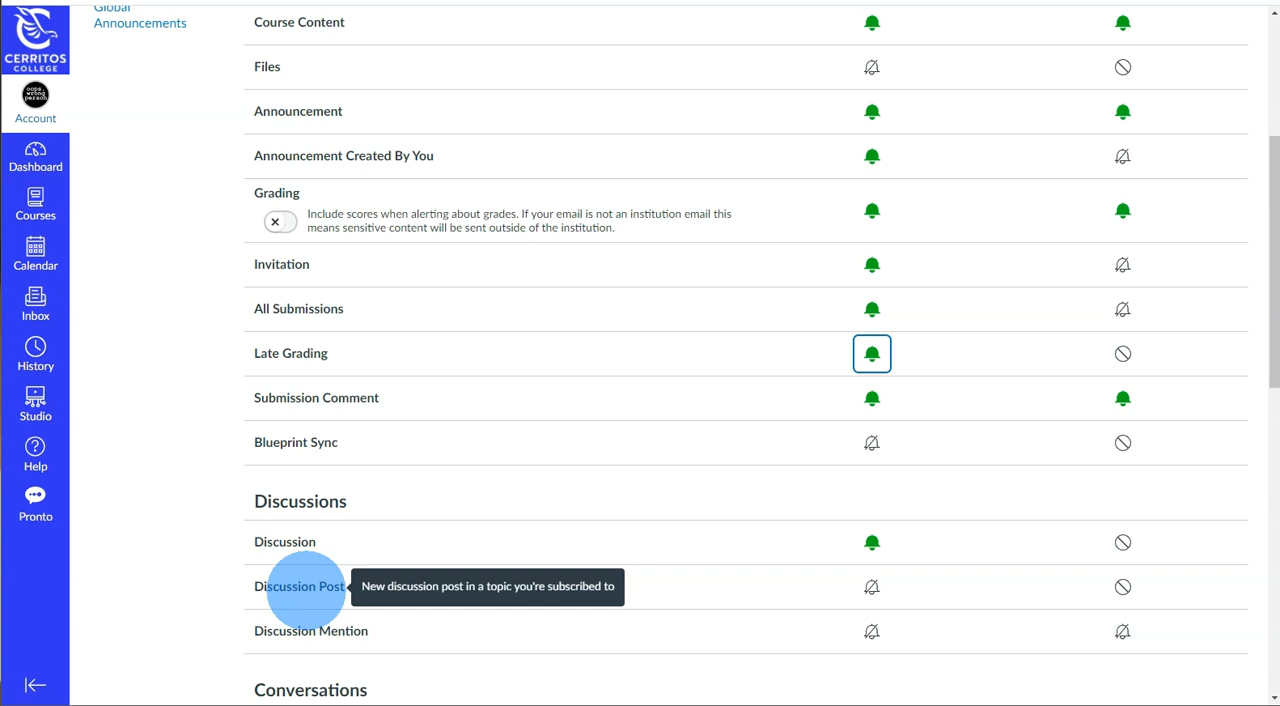 Global
Announcements
CERRITOS
COLLEGE
oops,
wrong
person
Account
Dashboard
Courses
Calendar
Inbox
History
Studio
Help
Pronto
Course Content
Files
Announcement
Announcement Created By You
Grading
Include scores when alerting about grades. If your email is not an institution email this
means sensitive content will be sent outside of the institution.
Invitation
All Submissions
Late Grading
Submission Comment
Blueprint Sync
Discussions
Discussion
Discussion Post
New discussion post in a topic you're subscribed to
Discussion Mention
Conversations